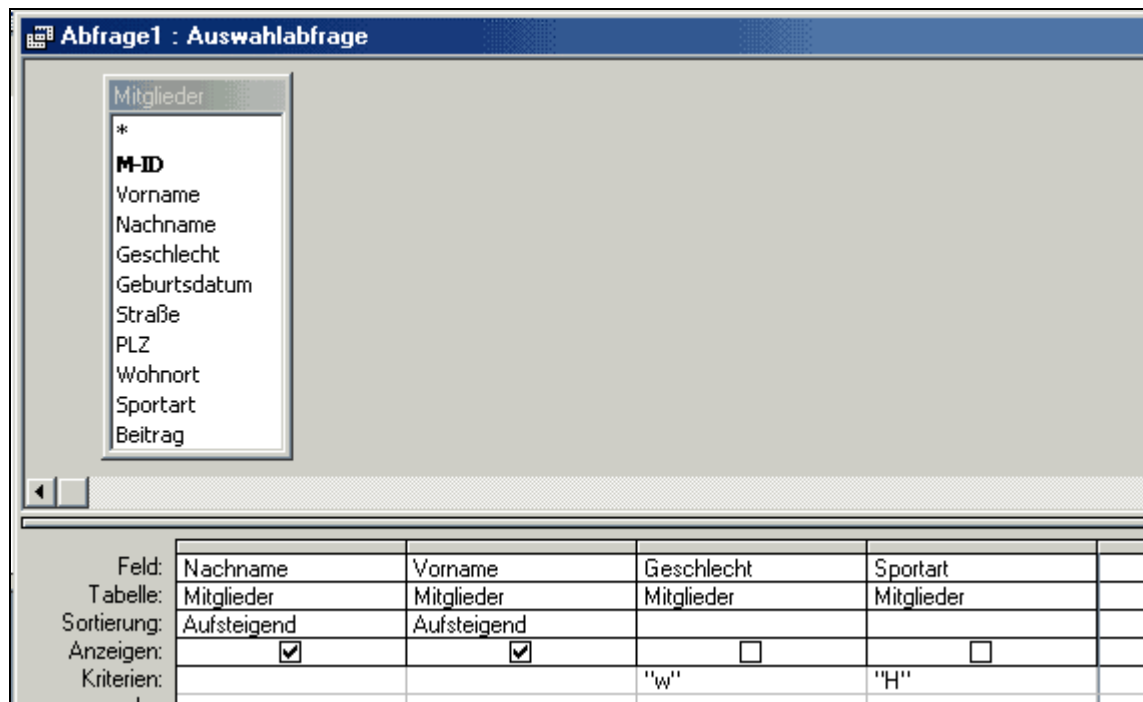 Abfrage1 : Auswahlabfrage
Mitglieder
*
M-ID
Vorname
Nachname
Geschlecht
Geburtsdatum
Straße
PLZ
Wohnort
Sportart
Beitrag
Feld: Nachname Vorname Geschlecht Sportart
Tabelle: Mitglieder Mitglieder Mitglieder Mitglieder
Sortierung: Aufsteigend Aufsteigend
Anzeigen:
Kriterien: "w" "H"